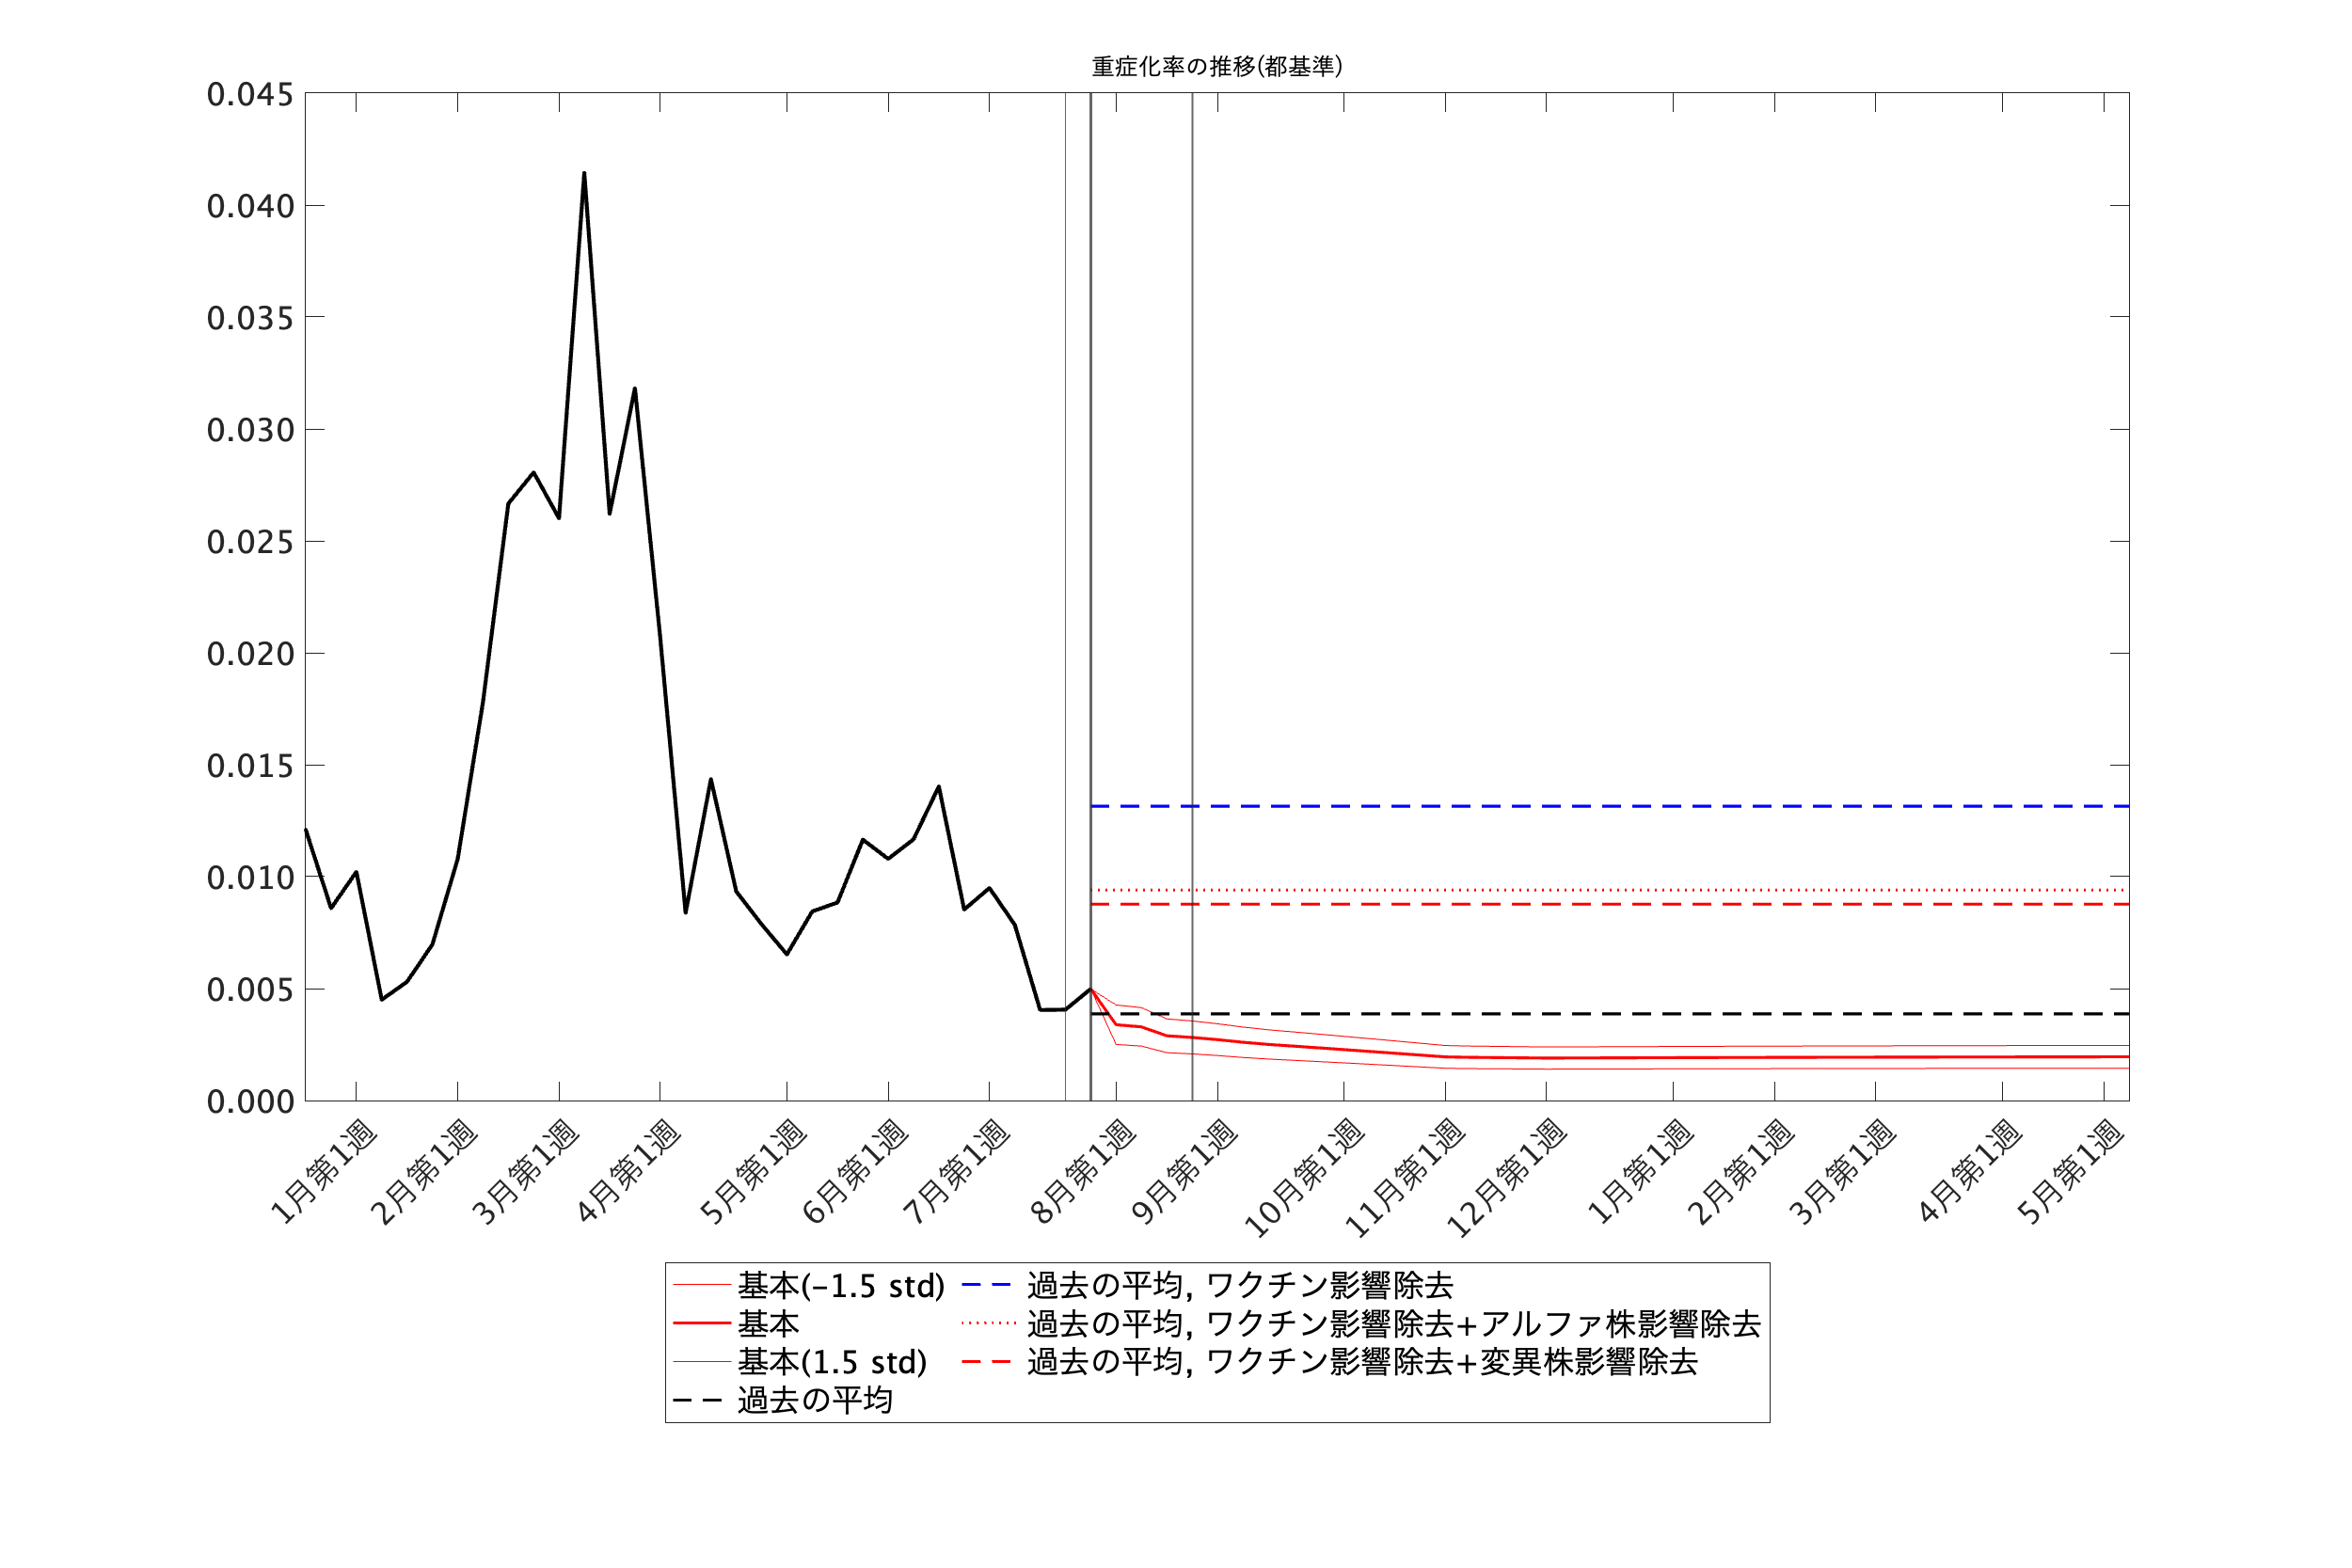 重症化率の推移(都基準)
0.045
0.040
0.035
0.030
0.025
0.020
0.015
0.010
0.005
0.000
1月第1週
2月第1週
3月第1週
4月第1週
5月第1週
6月第1週
7月第1週
8月第1週
9月第1週
10月第1週
11月第1週
12月第1週
1月第1週
2月第1週
3月第1週
4月第1週
5月第1週
基本(-1.5 std)
基本
基本(1.5 std)
過去の平均
過去の平均, ワクチン影響除去
過去の平均, ワクチン影響除去+アルファ株影響除去
過去の平均, ワクチン影響除去+変異株影響除去